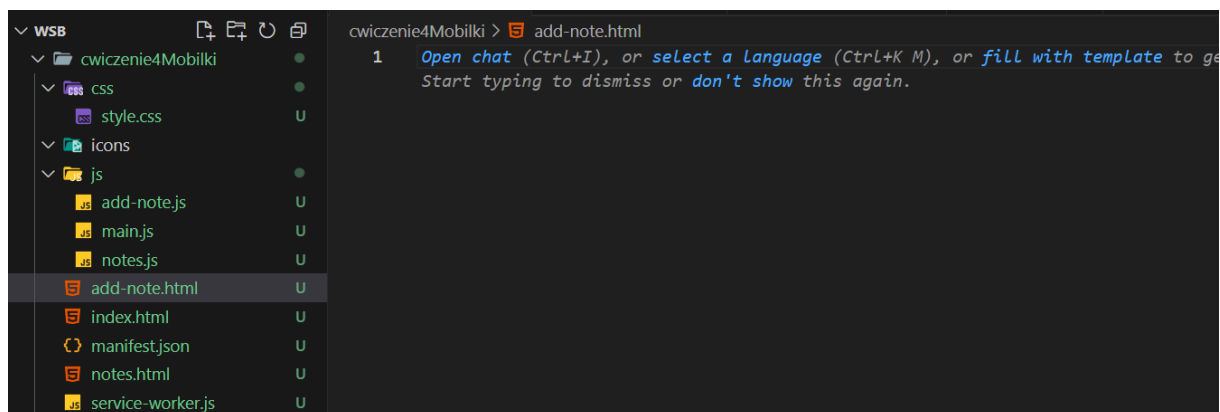 WSB
cwiczenie4Mobilki
css
style.css U
icons
js
add-note.js U
main.js U
notes.js U
add-note.html U
index.html U
manifest.json U
notes.html U
service-worker.js U
cwiczenie4Mobilki > add-note.html
1 Open chat (Ctrl+I), or select a language (Ctrl+K M), or fill with template to ge
Start typing to dismiss or don't show this again.